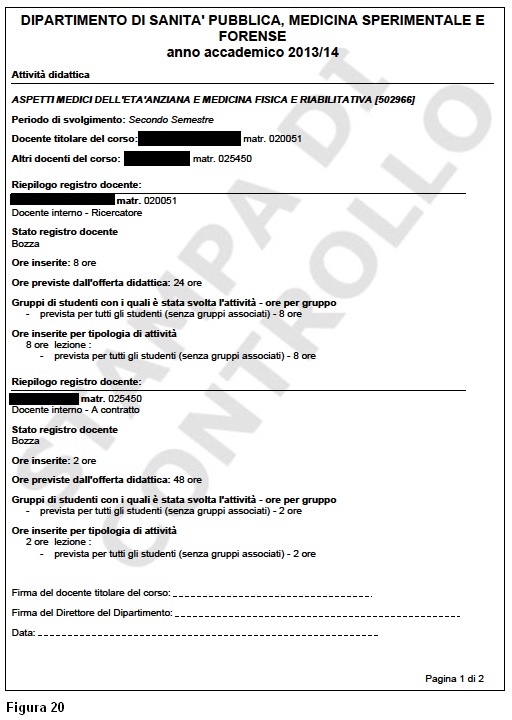 DIPARTIMENTO DI SANITA' PUBBLICA, MEDICINA SPERIMENTALE E
FORENSE
anno accademico 2013/14
Attività didattica
ASPETTI MEDICI DELL'ETA'ANZIANA E MEDICINA FISICA E RIABILITATIVA [502966]
Periodo di svolgimento: Secondo Semestre
Docente titolare del corso: matr. 020051
Altri docenti del corso: matr. 025450
Riepilogo registro docente:
matr. 020051
Docente interno - Ricercatore
Stato registro docente
Bozza
Ore inserite: 8 ore
Ore previste dall'offerta didattica: 24 ore
Gruppi di studenti con i quali è stata svolta l'attività - ore per gruppo
- prevista per tutti gli studenti (senza gruppi associati) - 8 ore
Ore inserite per tipologia di attività
8 ore lezione :
- prevista per tutti gli studenti (senza gruppi associati) - 8 ore
Riepilogo registro docente:
matr. 025450
Docente interno - A contratto
Stato registro docente
Bozza
Ore inserite: 2 ore
Ore previste dall'offerta didattica: 48 ore
Gruppi di studenti con i quali è stata svolta l'attività - ore per gruppo
- prevista per tutti gli studenti (senza gruppi associati) - 2 ore
Ore inserite per tipologia di attività
2 ore lezione :
- prevista per tutti gli studenti (senza gruppi associati) - 2 ore
Firma del docente titolare del corso:
Firma del Direttore del Dipartimento:
Data:
Pagina 1 di 2
STAMPA DI
CONTROLLO
Figura 20